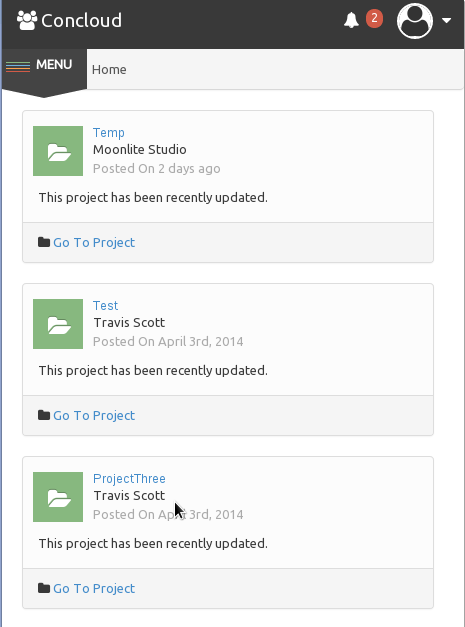 Concloud
2
MENU
Home
Temp
Moonlite Studio
Posted On 2 days ago
This project has been recently updated.
Go To Project
Test
Travis Scott
Posted On April 3rd, 2014
This project has been recently updated.
Go To Project
ProjectThree
Travis Scott
Posted On April 3rd, 2014
This project has been recently updated.
Go To Project